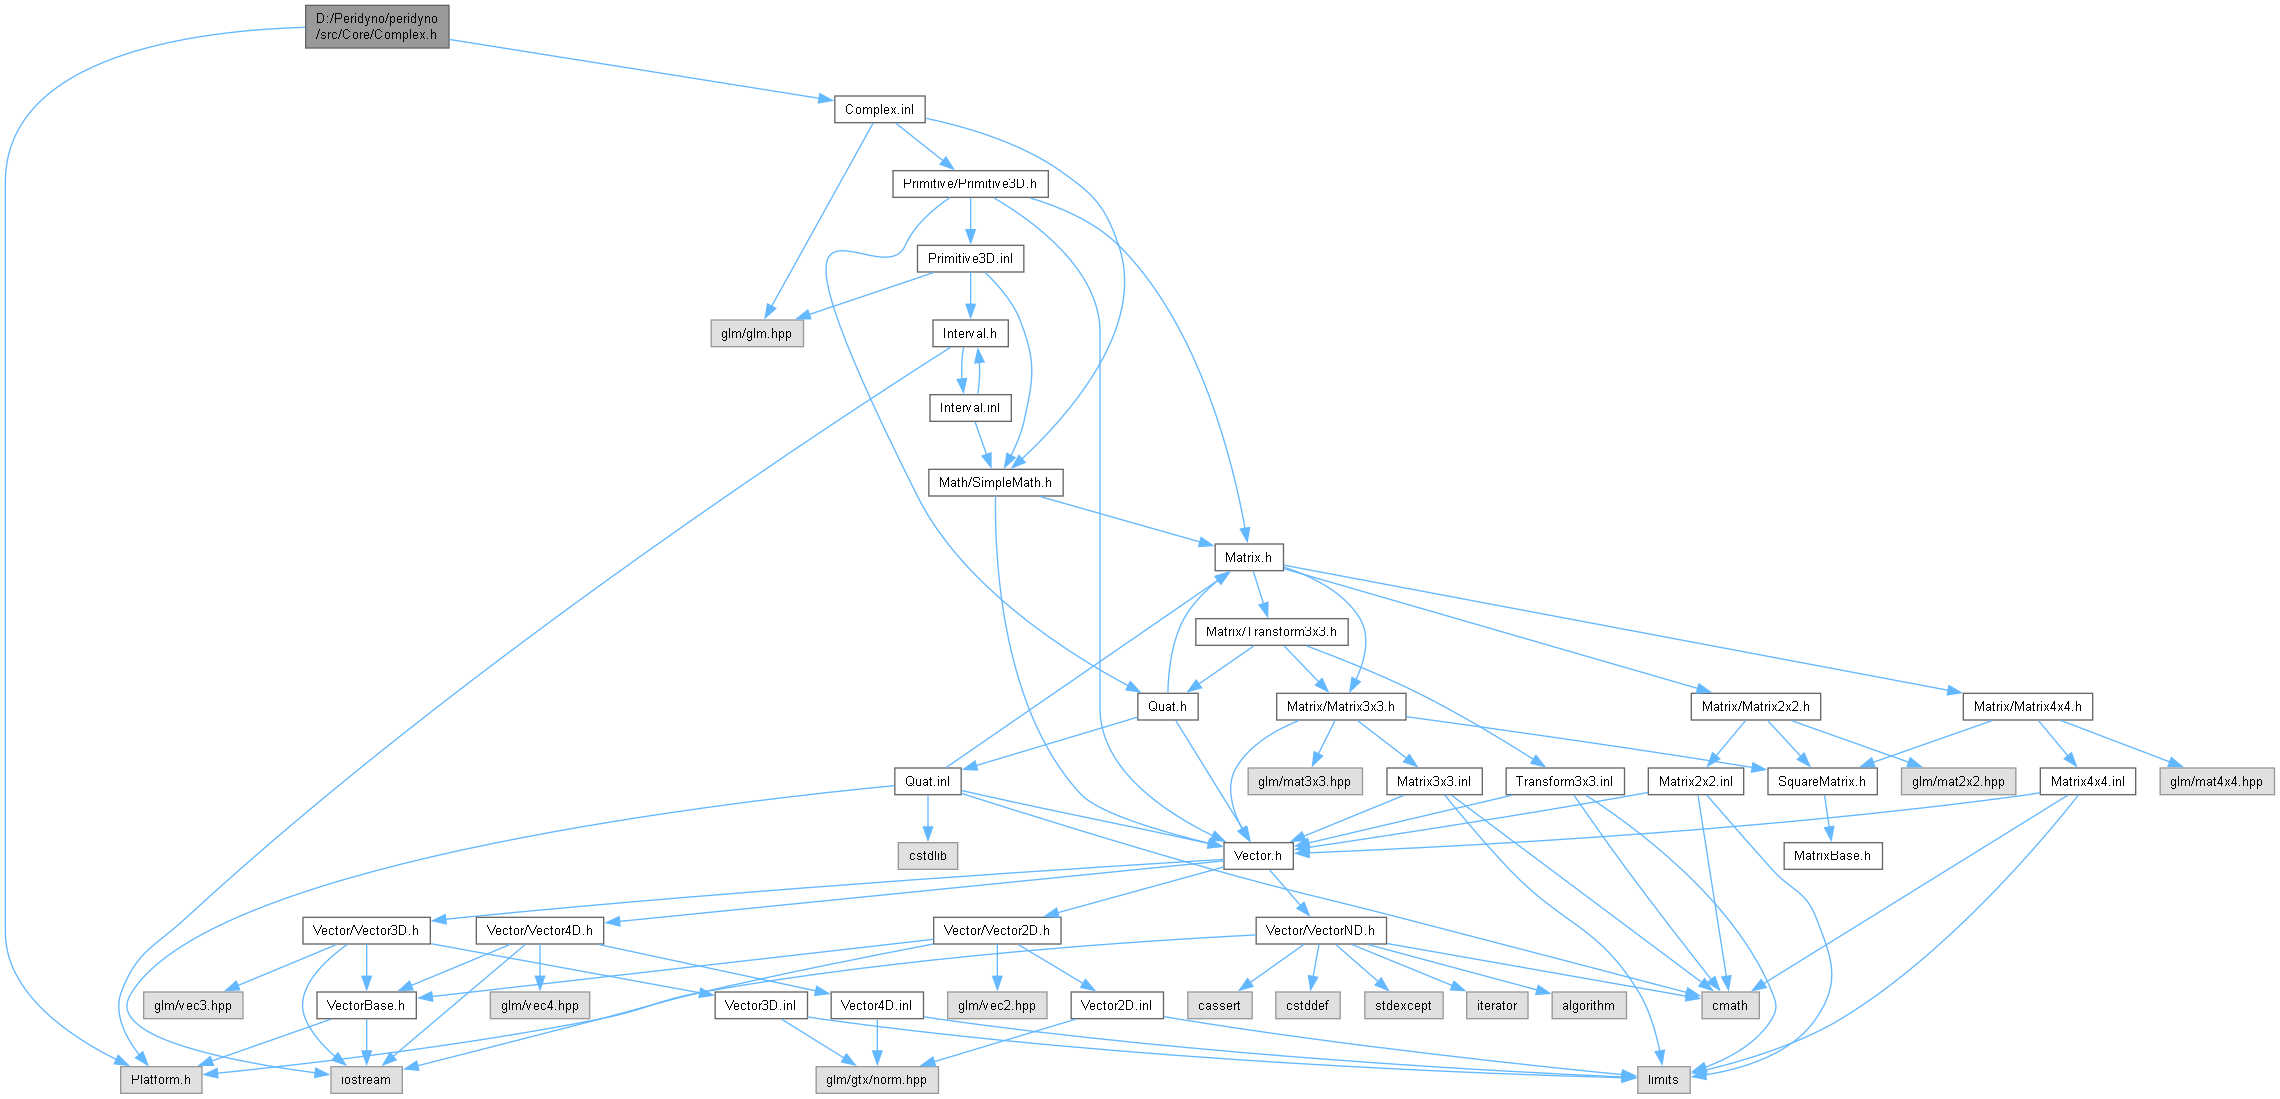 D:/Peridyno/peridyno
/src/Core/Complex.h
Complex.inl
Primitive/Primitive3D.h
Primitive3D.inl
glm/glm.hpp
Interval.h
Interval.inl
Math/SimpleMath.h
Matrix.h
Matrix/Transform3x3.h
Quat.h
Matrix/Matrix3x3.h
Matrix/Matrix2x2.h
Matrix/Matrix4x4.h
Quat.inl
glm/mat3x3.hpp
Matrix3x3.inl
Transform3x3.inl
Matrix2x2.inl
SquareMatrix.h
glm/mat2x2.hpp
Matrix4x4.inl
glm/mat4x4.hpp
cstdlib
Vector.h
MatrixBase.h
Vector/Vector3D.h
Vector/Vector4D.h
Vector/Vector2D.h
Vector/VectorND.h
glm/vec3.hpp
VectorBase.h
glm/vec4.hpp
Vector3D.inl
Vector4D.inl
glm/vec2.hpp
Vector2D.inl
cassert
cstddef
stdexcept
iterator
algorithm
cmath
Platform.h
iostream
glm/gtx/norm.hpp
limits